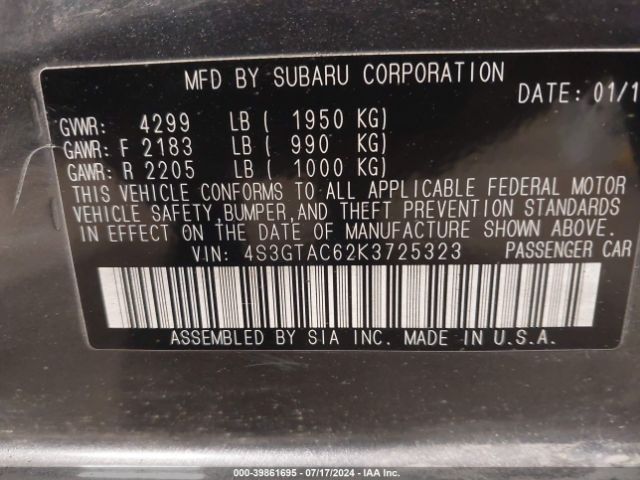 MFD BY SUBARU CORPORATION
DATE: 01/1
GVWR: 4299 LB ( 1950 KG)
GAWR: F 2183 LB ( 990 KG)
GAWR: R 2205 LB ( 1000 KG)
THIS VEHICLE CONFORMS TO ALL APPLICABLE FEDERAL MOTOR
VEHICLE SAFETY,BUMPER,AND THEFT PREVENTION STANDARDS
IN EFFECT ON THE DATE OF MANUFACTURE SHOWN ABOVE.
VIN: 4S3GTAC62K3725323 PASSENGER CAR
ASSEMBLED BY SIA INC. MADE IN U.S.A.
000-39861695 - 07/17/2024 - IAA Inc.